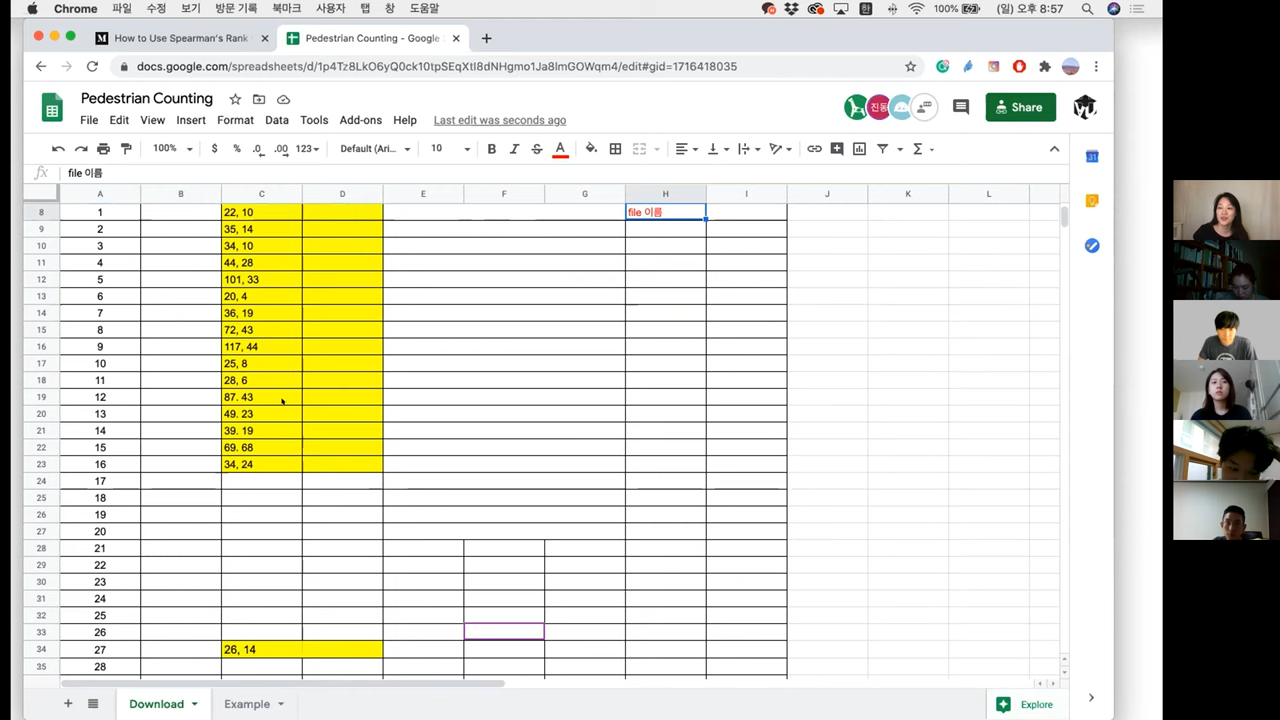 Chrome 파일 수정 보기 방문 기록 북마크 사용자 탭 창 도움말 한 100% (일) 오후 8:57
M How to Use Spearman's Rank × Pedestrian Counting - Google × +
docs.google.com/spreadsheets/d/1p4Tz8LkO6yQ0ck10tpSEqXtI8dNHgmo1Ja8lmGOWqm4/edit#gid=1716418035
Pedestrian Counting
진동
Share
File Edit View Insert Format Data Tools Add-ons Help Last edit was seconds ago
100% $ % .0 .00 123 Default (Ari... 10 B I S A Σ
fx file 이름
31
A B C D E F G H I J K L
8 1 22, 10 file 이름
9 2 35, 14
10 3 34, 10
11 4 44, 28
12 5 101, 33
13 6 20, 4
14 7 36, 19
15 8 72, 43
16 9 117, 44
17 10 25, 8
18 11 28, 6
19 12 87. 43
20 13 49. 23
21 14 39. 19
22 15 69. 68
23 16 34, 24
24 17
25 18
26 19
27 20
28 21
29 22
30 23
31 24
32 25
33 26
34 27 26, 14
35 28
+ Download Example Explore